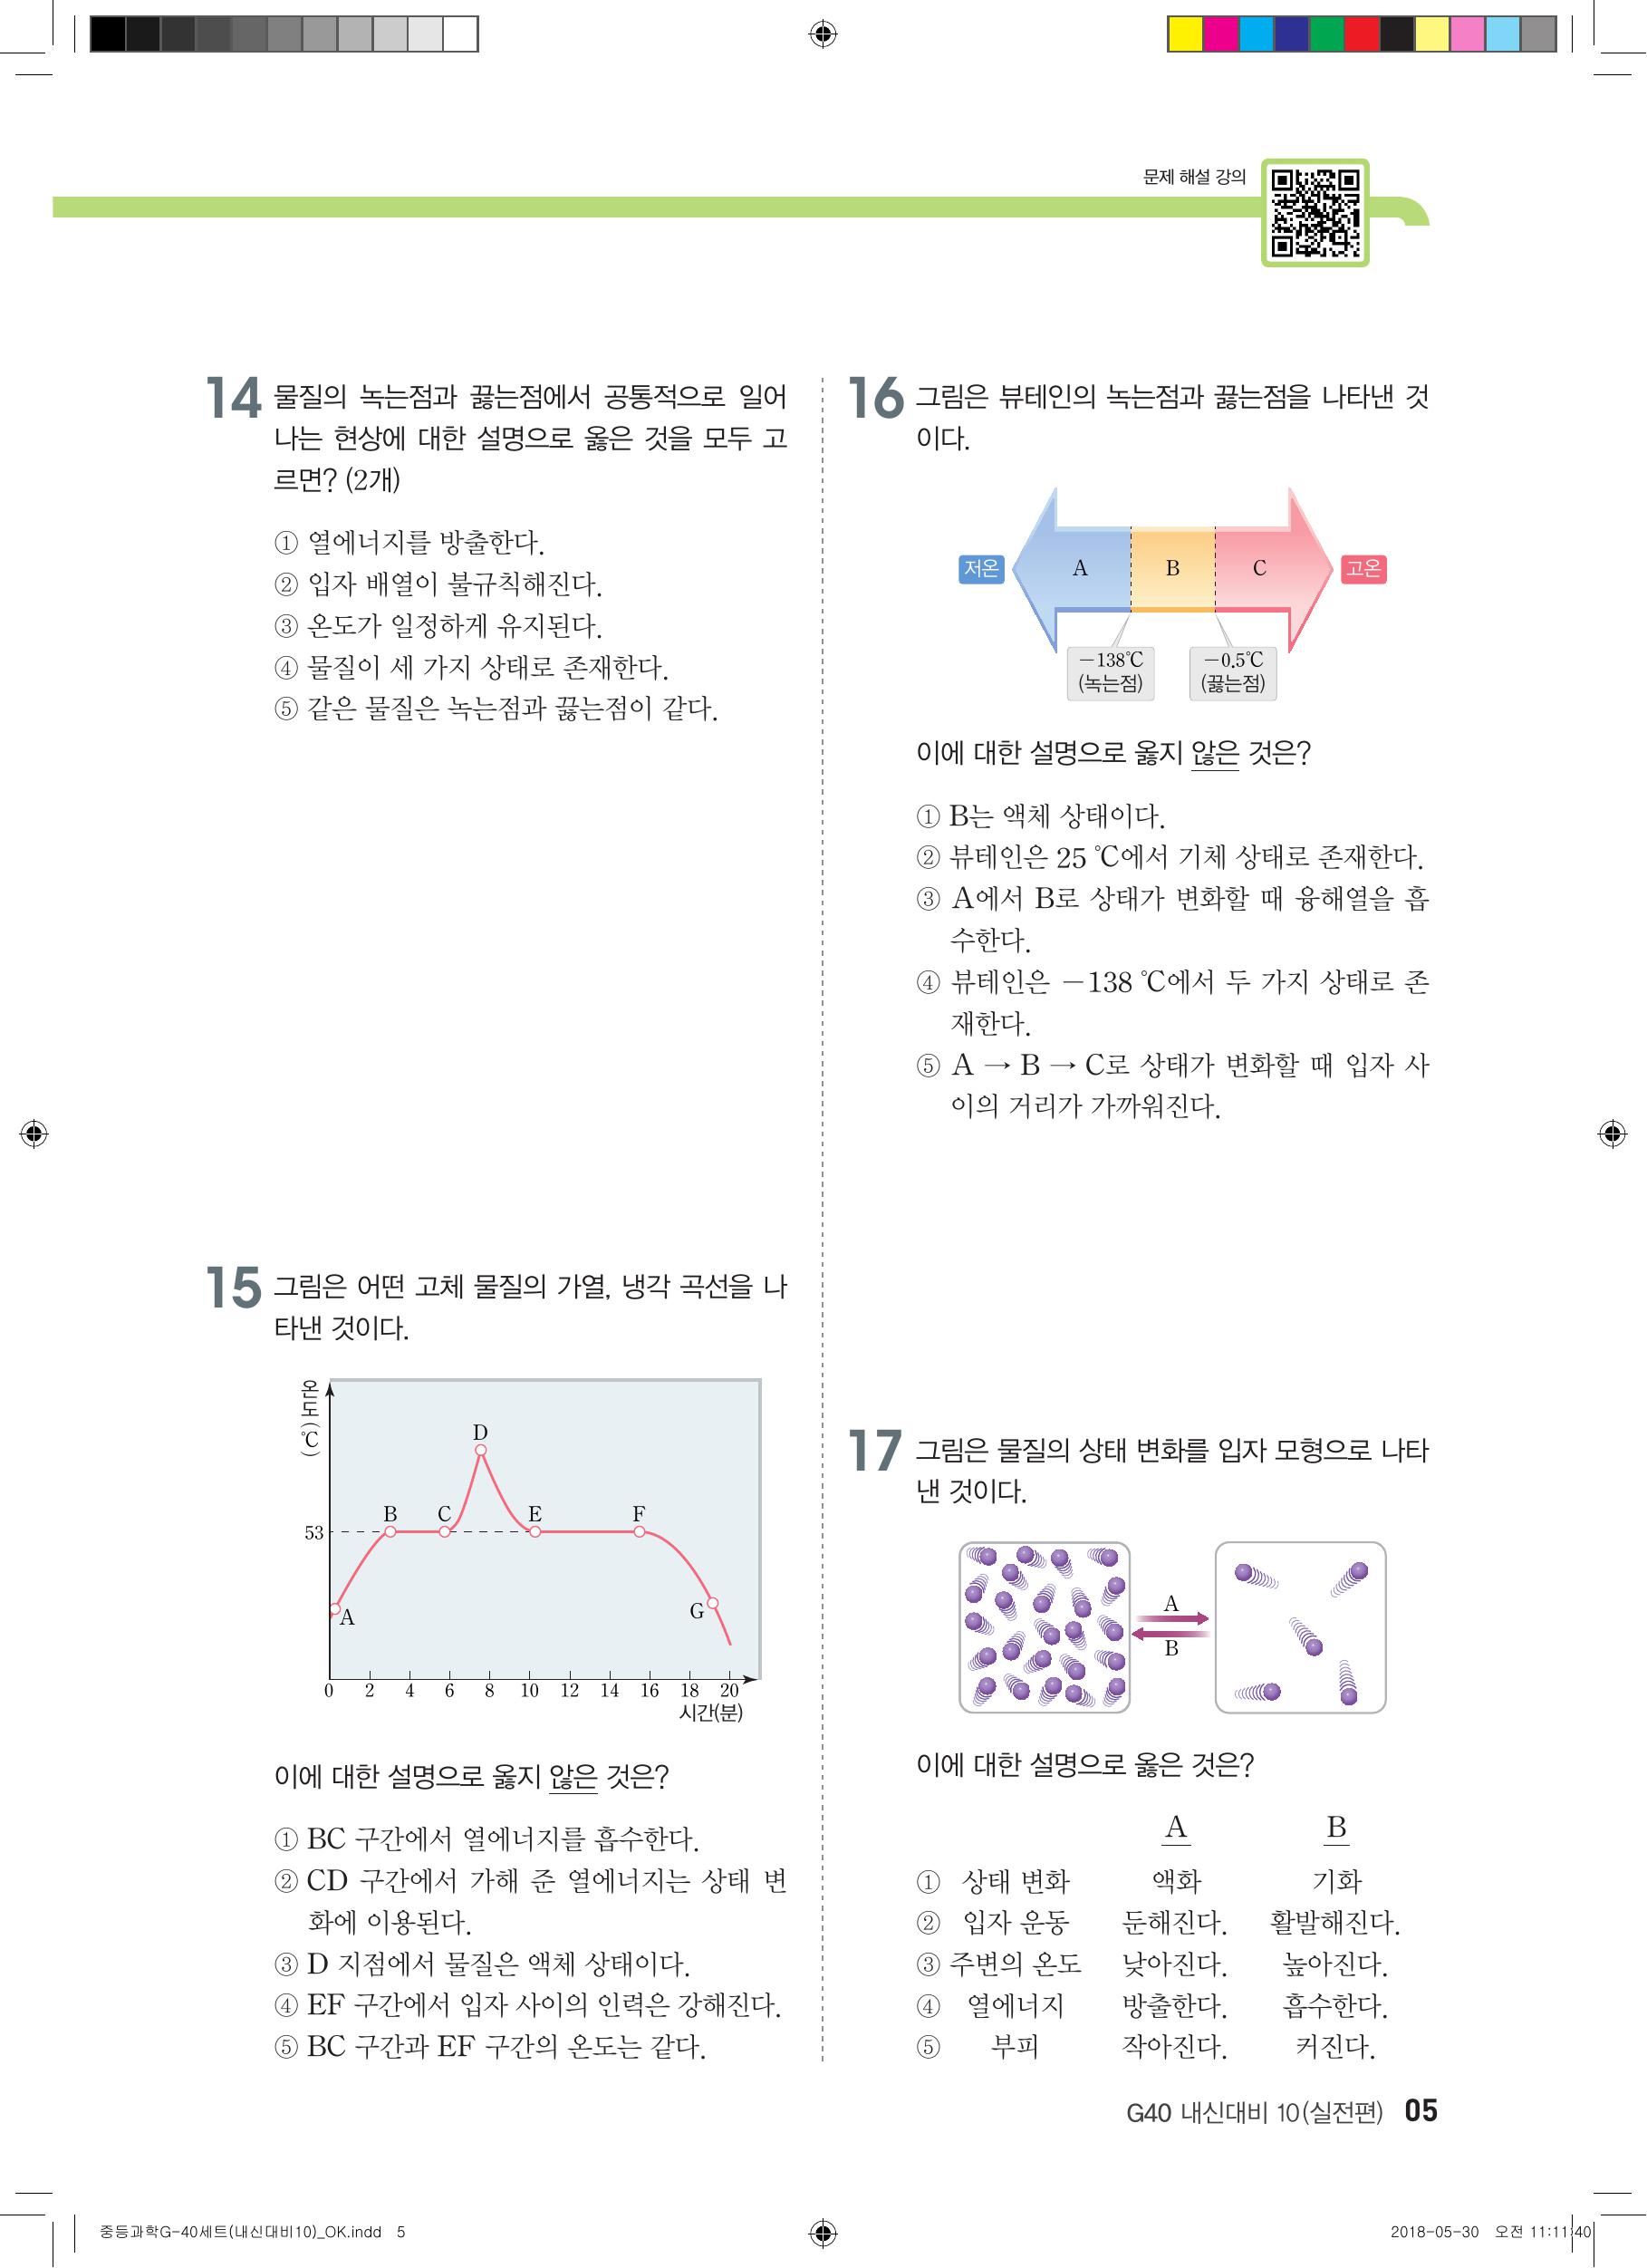 문제 해설 강의
14 물질의 녹는점과 끓는점에서 공통적으로 일어
나는 현상에 대한 설명으로 옳은 것을 모두 고
르면? (2개)
① 열에너지를 방출한다.
② 입자 배열이 불규칙해진다.
③ 온도가 일정하게 유지된다.
④ 물질이 세 가지 상태로 존재한다.
⑤ 같은 물질은 녹는점과 끓는점이 같다.
15 그림은 어떤 고체 물질의 가열, 냉각 곡선을 나
타낸 것이다.
온도(℃)
D
B C E F
53
A
G
0 2 4 6 8 10 12 14 16 18 20
시간(분)
이에 대한 설명으로 옳지 않은 것은?
① BC 구간에서 열에너지를 흡수한다.
② CD 구간에서 가해 준 열에너지는 상태 변
화에 이용된다.
③ D 지점에서 물질은 액체 상태이다.
④ EF 구간에서 입자 사이의 인력은 강해진다.
⑤ BC 구간과 EF 구간의 온도는 같다.
16 그림은 뷰테인의 녹는점과 끓는점을 나타낸 것
이다.
저온 A B C 고온
-138℃ -0.5℃
(녹는점) (끓는점)
이에 대한 설명으로 옳지 않은 것은?
① B는 액체 상태이다.
② 뷰테인은 25 ℃에서 기체 상태로 존재한다.
③ A에서 B로 상태가 변화할 때 융해열을 흡
수한다.
④ 뷰테인은 -138 ℃에서 두 가지 상태로 존
재한다.
⑤ A → B → C로 상태가 변화할 때 입자 사
이의 거리가 가까워진다.
17 그림은 물질의 상태 변화를 입자 모형으로 나타
낸 것이다.
A
B
이에 대한 설명으로 옳은 것은?
A B
① 상태 변화 액화 기화
② 입자 운동 둔해진다. 활발해진다.
③ 주변의 온도 낮아진다. 높아진다.
④ 열에너지 방출한다. 흡수한다.
⑤ 부피 작아진다. 커진다.
G40 내신대비 10(실전편) 05
중등과학G-40세트(내신대비10)_OK.indd 5
2018-05-30 오전 11:11:40